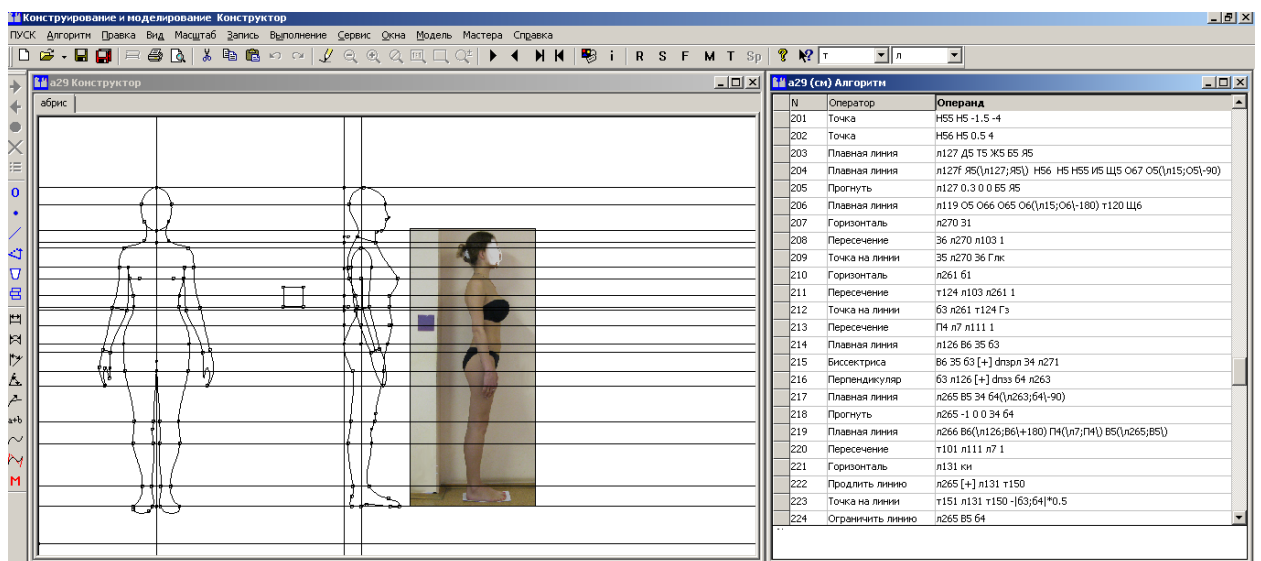 Конструирование и моделирование Конструктор
ПУСК Алгоритм Правка Вид Масштаб Запись Выполнение Сервис Окна Модель Мастера Справка
i R S F M T Sp т л
а29 Конструктор
абрис
a+b
M
а29 (см) Алгоритм
N Оператор Операнд
201 Точка Н55 Н5 -1.5 -4
202 Точка Н56 Н5 0.5 4
203 Плавная линия л127 Д5 Т5 Ж5 Б5 Я5
204 Плавная линия л127f Я5(\л127;Я5\) Н56 Н5 Н55 И5 Щ5 О67 О5(\л15;О5\-90)
205 Прогнуть л127 0.3 0 0 Б5 Я5
206 Плавная линия л119 О5 О66 О65 О6(\л15;О6\-180) т120 Щ6
207 Горизонталь л270 З1
208 Пересечение З6 л270 л103 1
209 Точка на линии З5 л270 З6 Глк
210 Горизонталь л261 б1
211 Пересечение т124 л103 л261 1
212 Точка на линии б3 л261 т124 Гз
213 Пересечение П4 л7 л111 1
214 Плавная линия л126 В6 З5 б3
215 Биссектриса В6 З5 б3 [+] dпзрл З4 л271
216 Перпендикуляр б3 л126 [+] dпзз б4 л263
217 Плавная линия л265 В5 З4 б4(\л263;б4\-90)
218 Прогнуть л265 -1 0 0 З4 б4
219 Плавная линия л266 В6(\л126;В6\+180) П4(\л7;П4\) В5(\л265;В5\)
220 Пересечение т101 л111 л7 1
221 Горизонталь л131 ки
222 Продлить линию л265 [+] л131 т150
223 Точка на линии т151 л131 т150 -|б3;б4|*0.5
224 Ограничить линию л265 В5 б4